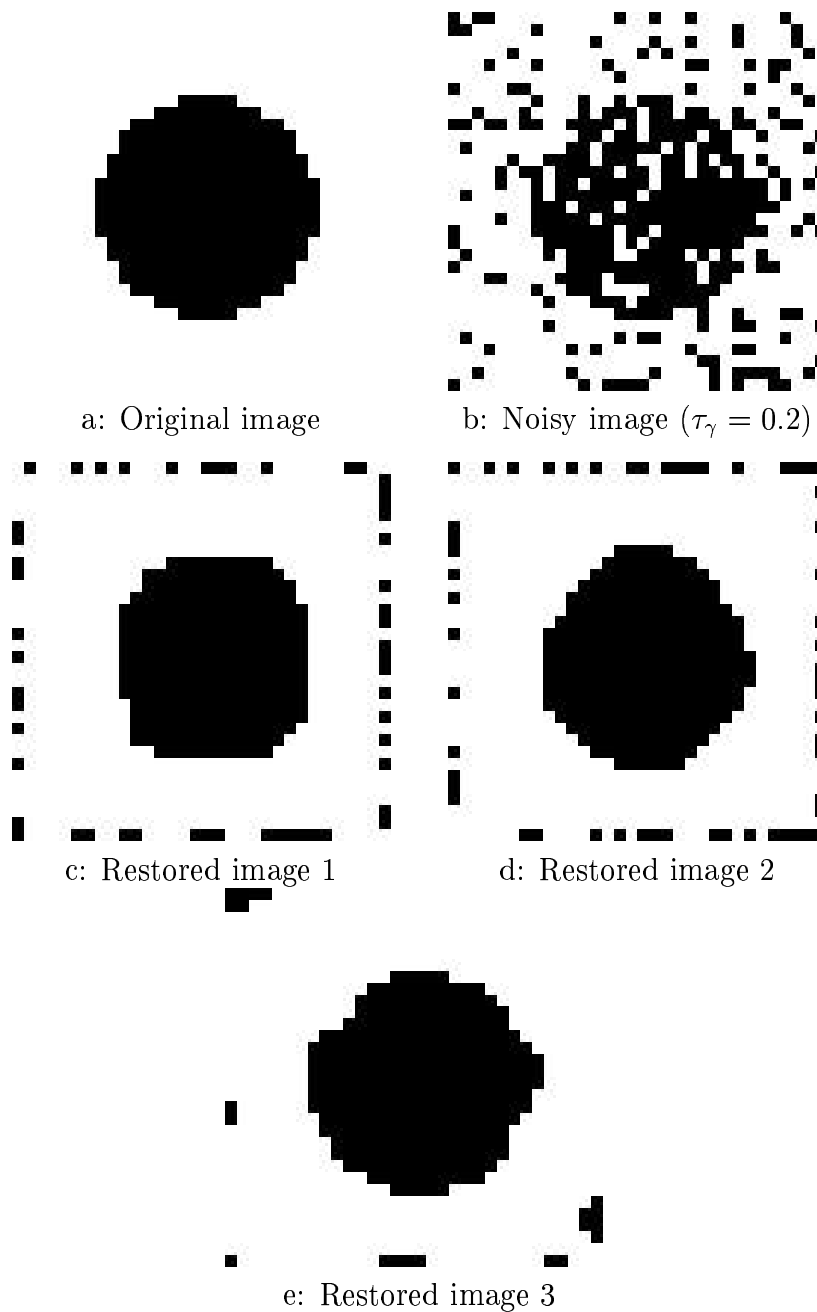 a: Original image
b: Noisy image (τγ = 0.2)
c: Restored image 1
d: Restored image 2
e: Restored image 3